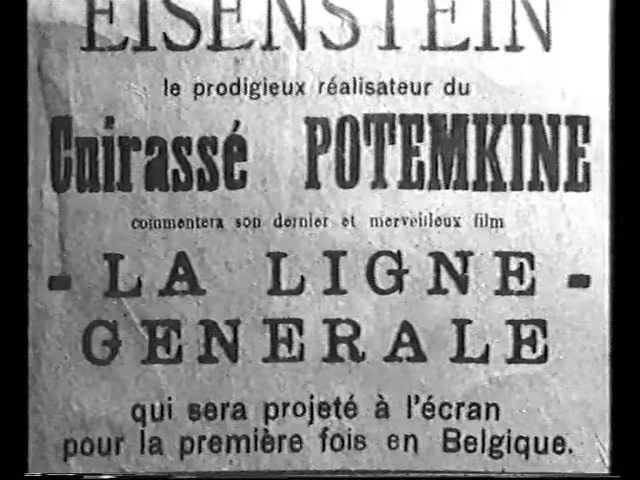 EISENSTEIN
le prodigieux réalisateur du
Cuirassé POTEMKINE
commentera son dernier et merveilleux film
- LA LIGNE -
GENERALE
qui sera projeté à l'écran
pour la première fois en Belgique.